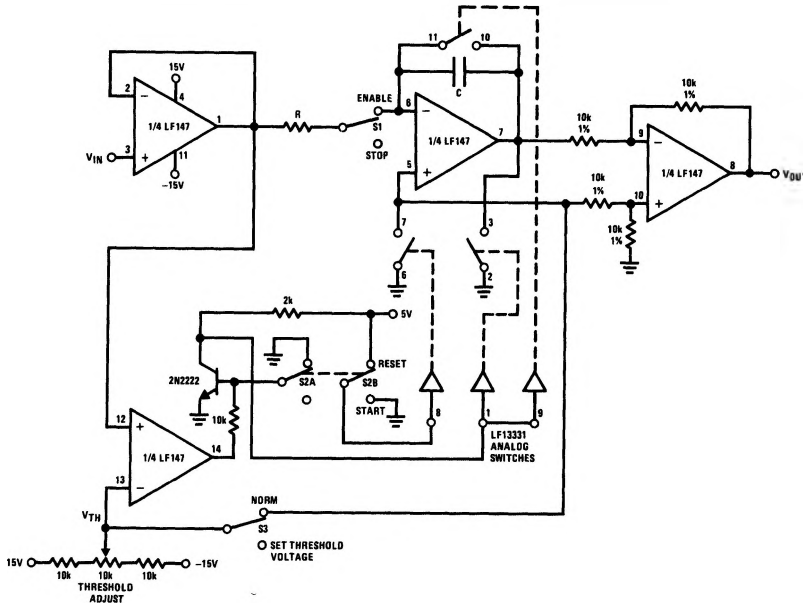 11
10
2
15V
4
C
ENABLE
6
1
R
1/4 LF147
7
1/4 LF147
S1
10k
1%
10k
1%
9
VIN
3
11
STOP
5
8
1/4 LF147
VOUT
-15V
10k
1%
10
10k
1%
7
3
6
2
2k
5V
RESET
2N2222
S2A
S2B
START
8
1
9
10k
LF13331
ANALOG
SWITCHES
12
1/4 LF147
14
13
NORM
VTH
S3
SET THRESHOLD
VOLTAGE
15V
-15V
10k
10k
10k
THRESHOLD
ADJUST